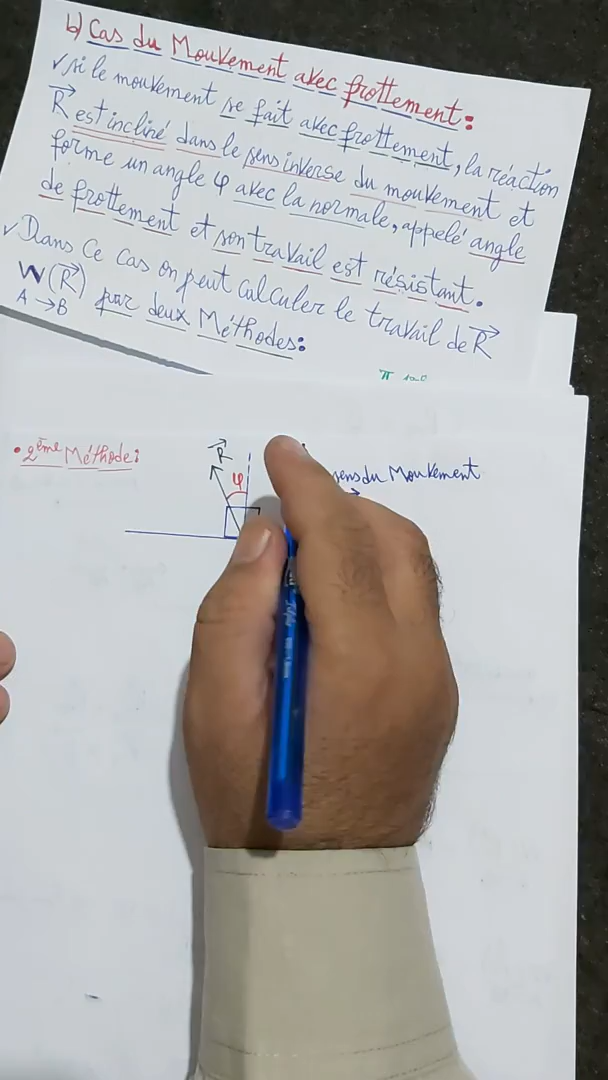 b) Cas du Mouvement avec frottement:
✓ si le mouvement se fait avec frottement, la réaction
R⃗ est incliné dans le sens inverse du mouvement et
forme un angle φ avec la normale, appelé angle
de frottement et son travail est résistant.
✓ Dans ce cas on peut calculer le travail de R⃗
W(R⃗) par deux Méthodes:
A → B
• 2ème Méthode:
R⃗
φ
sens du Mouvement